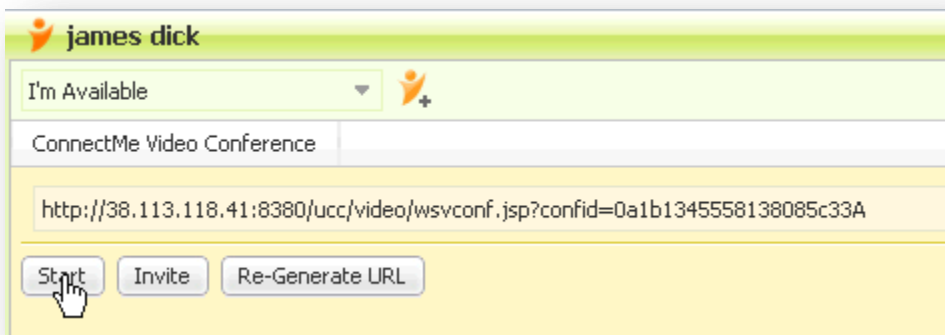 james dick
I'm Available
ConnectMe Video Conference
http://38.113.118.41:8380/ucc/video/wsvconf.jsp?confid=0a1b1345558138085c33A
Start Invite Re-Generate URL